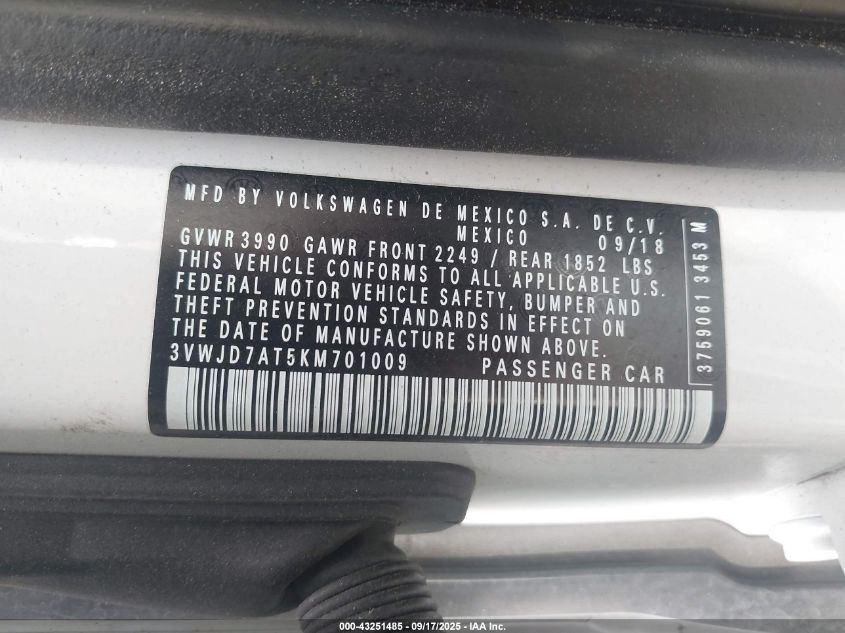 MFD BY VOLKSWAGEN DE MEXICO S.A. DE C.V.
MEXICO 09/18
GVWR 3990 GAWR FRONT 2249 / REAR 1852 LBS
THIS VEHICLE CONFORMS TO ALL APPLICABLE U.S.
FEDERAL MOTOR VEHICLE SAFETY, BUMPER AND
THEFT PREVENTION STANDARDS IN EFFECT ON
THE DATE OF MANUFACTURE SHOWN ABOVE.
3VWJD7AT5KM701009 PASSENGER CAR
3759061 3453 M
000-43251485 - 09/17/2025 - IAA Inc.